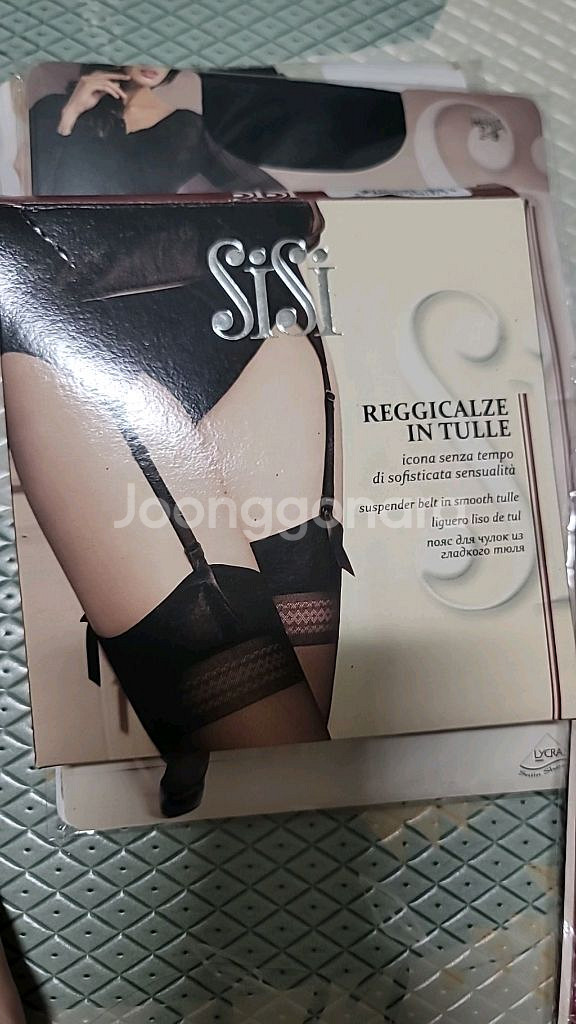 SiSi
REGGICALZE
IN TULLE
icona senza tempo
di sofisticata sensualità
suspender belt in smooth tulle
liguero liso de tul
пояс для чулок из
гладкого тюля
Joonggonara
LYCRA